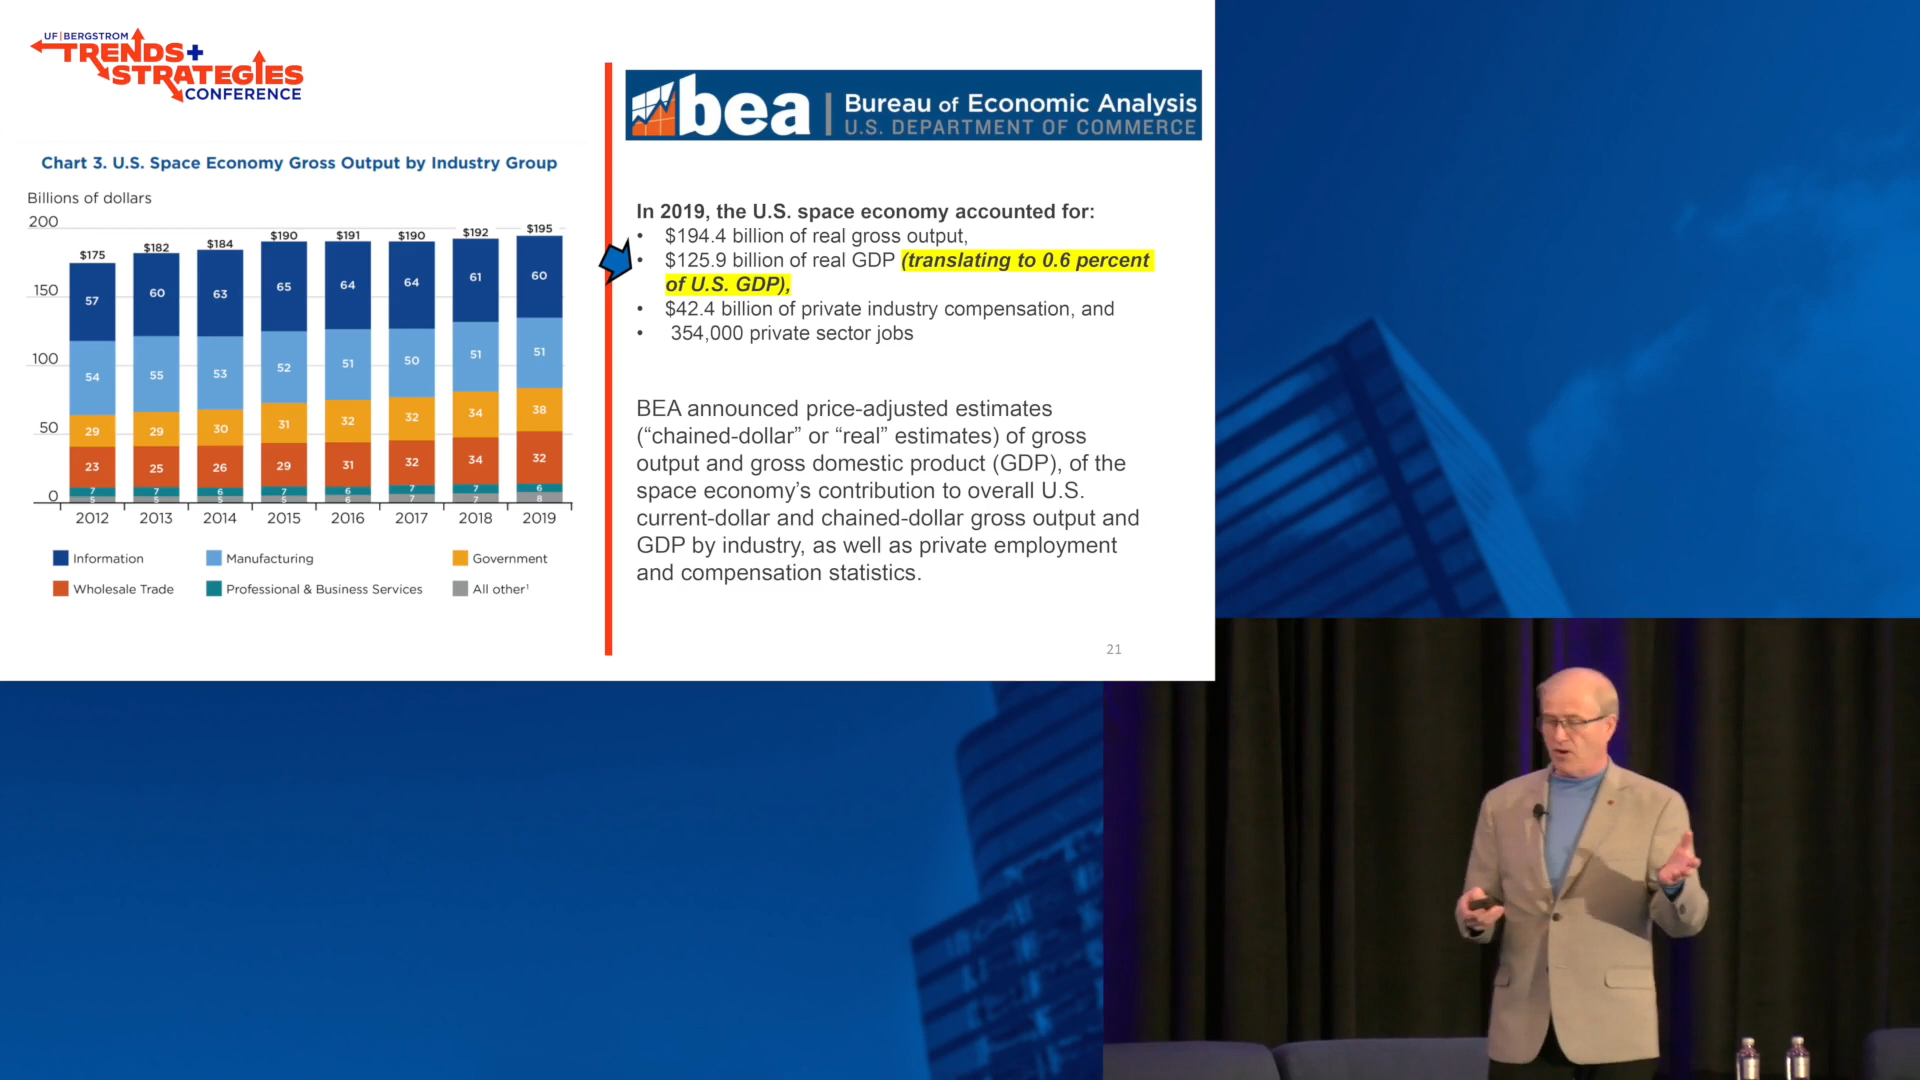 UF|BERGSTROM
TRENDS+
STRATEGIES
CONFERENCE
bea | Bureau of Economic Analysis
U.S. DEPARTMENT OF COMMERCE
Chart 3. U.S. Space Economy Gross Output by Industry Group
Billions of dollars
200
150
100
50
0
$175 $182 $184 $190 $191 $190 $192 $195
57 60 63 65 64 64 61 60
54 55 53 52 51 50 51 51
29 29 30 31 32 32 34 38
23 25 26 29 31 32 34 32
7 7 6 7 6 7 7 6
5 5 5 5 6 7 7 8
2012 2013 2014 2015 2016 2017 2018 2019
Information Manufacturing Government
Wholesale Trade Professional & Business Services All other¹
In 2019, the U.S. space economy accounted for:
• $194.4 billion of real gross output,
• $125.9 billion of real GDP (translating to 0.6 percent
of U.S. GDP),
• $42.4 billion of private industry compensation, and
• 354,000 private sector jobs
BEA announced price-adjusted estimates
(“chained-dollar” or “real” estimates) of gross
output and gross domestic product (GDP), of the
space economy’s contribution to overall U.S.
current-dollar and chained-dollar gross output and
GDP by industry, as well as private employment
and compensation statistics.
21